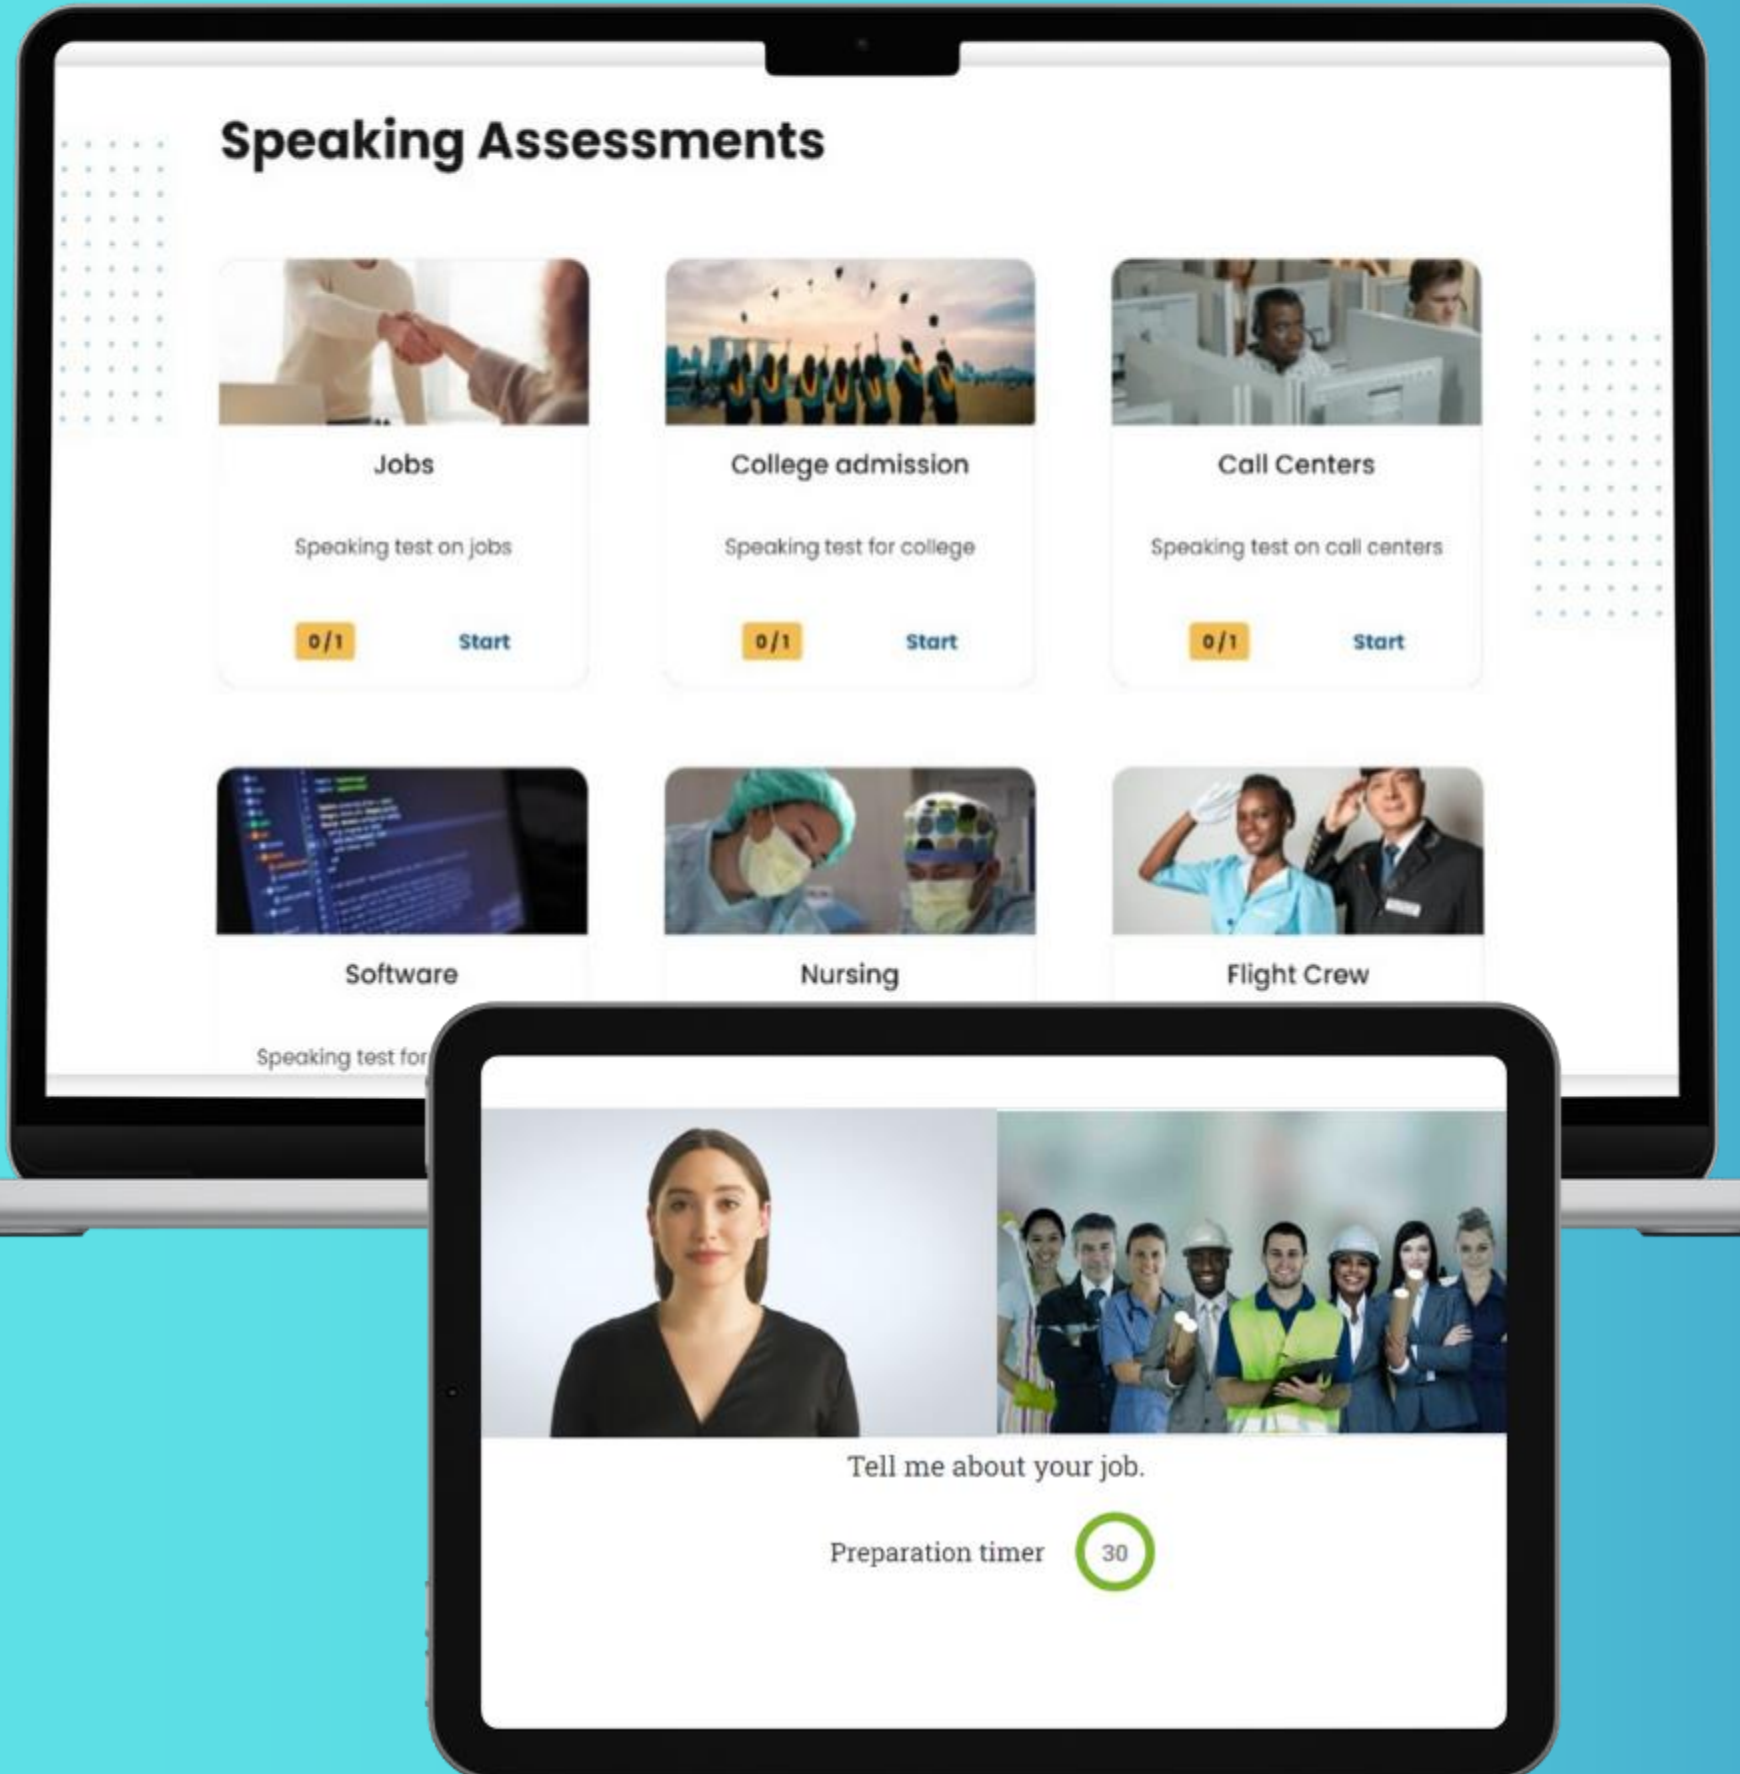 Speaking Assessments
Jobs
College admission
Call Centers
Speaking test on jobs
Speaking test for college
Speaking test on call centers
0/1
Start
0/1
Start
0/1
Start
Software
Nursing
Flight Crew
Speaking test for
Tell me about your job.
Preparation timer
30